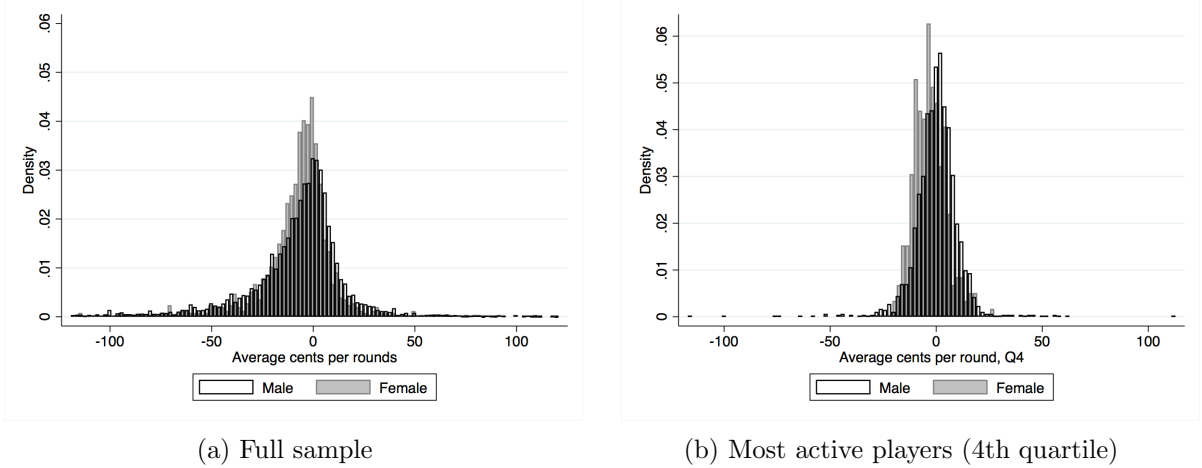 .06
.05
.04
.03
.02
.01
0
Density
-100 -50 0 50 100
Average cents per rounds
Male Female
(a) Full sample
.06
.05
.04
.03
.02
.01
0
Density
-100 -50 0 50 100
Average cents per round, Q4
Male Female
(b) Most active players (4th quartile)